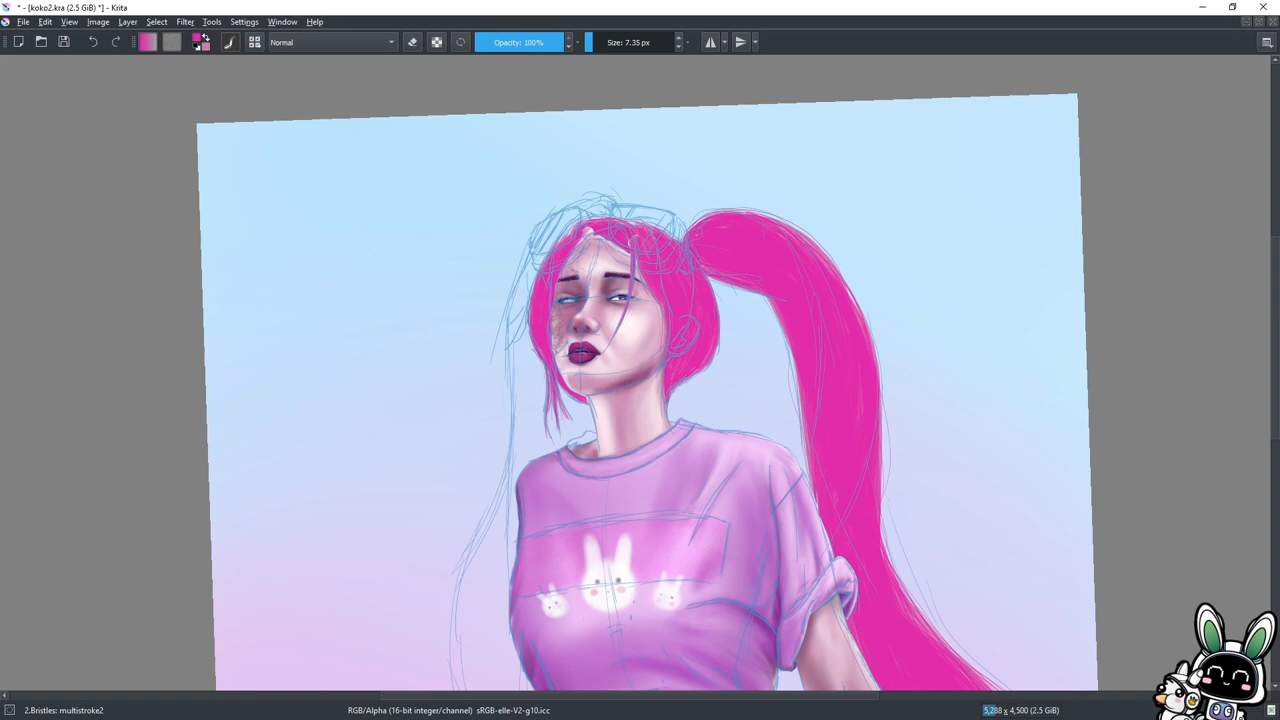 * - [koko2.kra (2.5 GiB) *] - Krita
File Edit View Image Layer Select Filter Tools Settings Window Help
Normal Opacity: 100% Size: 7.35 px
2.Bristles: multistroke2 RGB/Alpha (16-bit integer/channel) sRGB-elle-V2-g10.icc 5,288 x 4,500 (2.5 GiB)